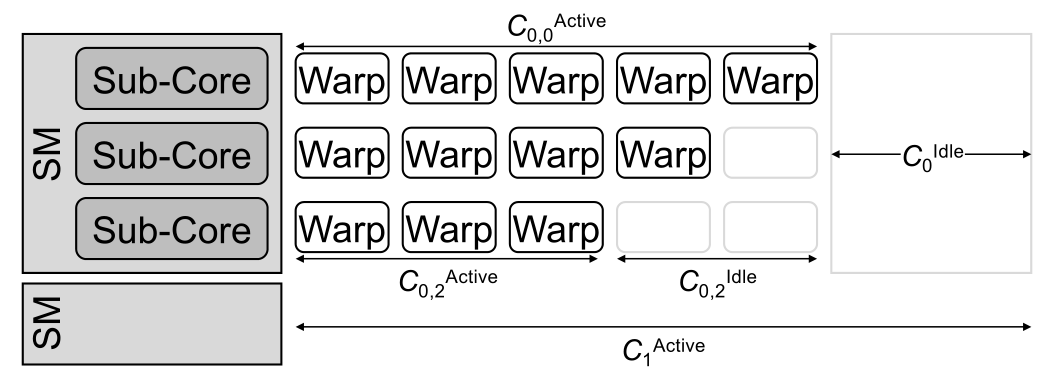 C0,0Active
SM
Sub-Core Warp Warp Warp Warp Warp
Sub-Core Warp Warp Warp Warp
C0Idle
Sub-Core Warp Warp Warp
C0,2Active C0,2Idle
SM
C1Active